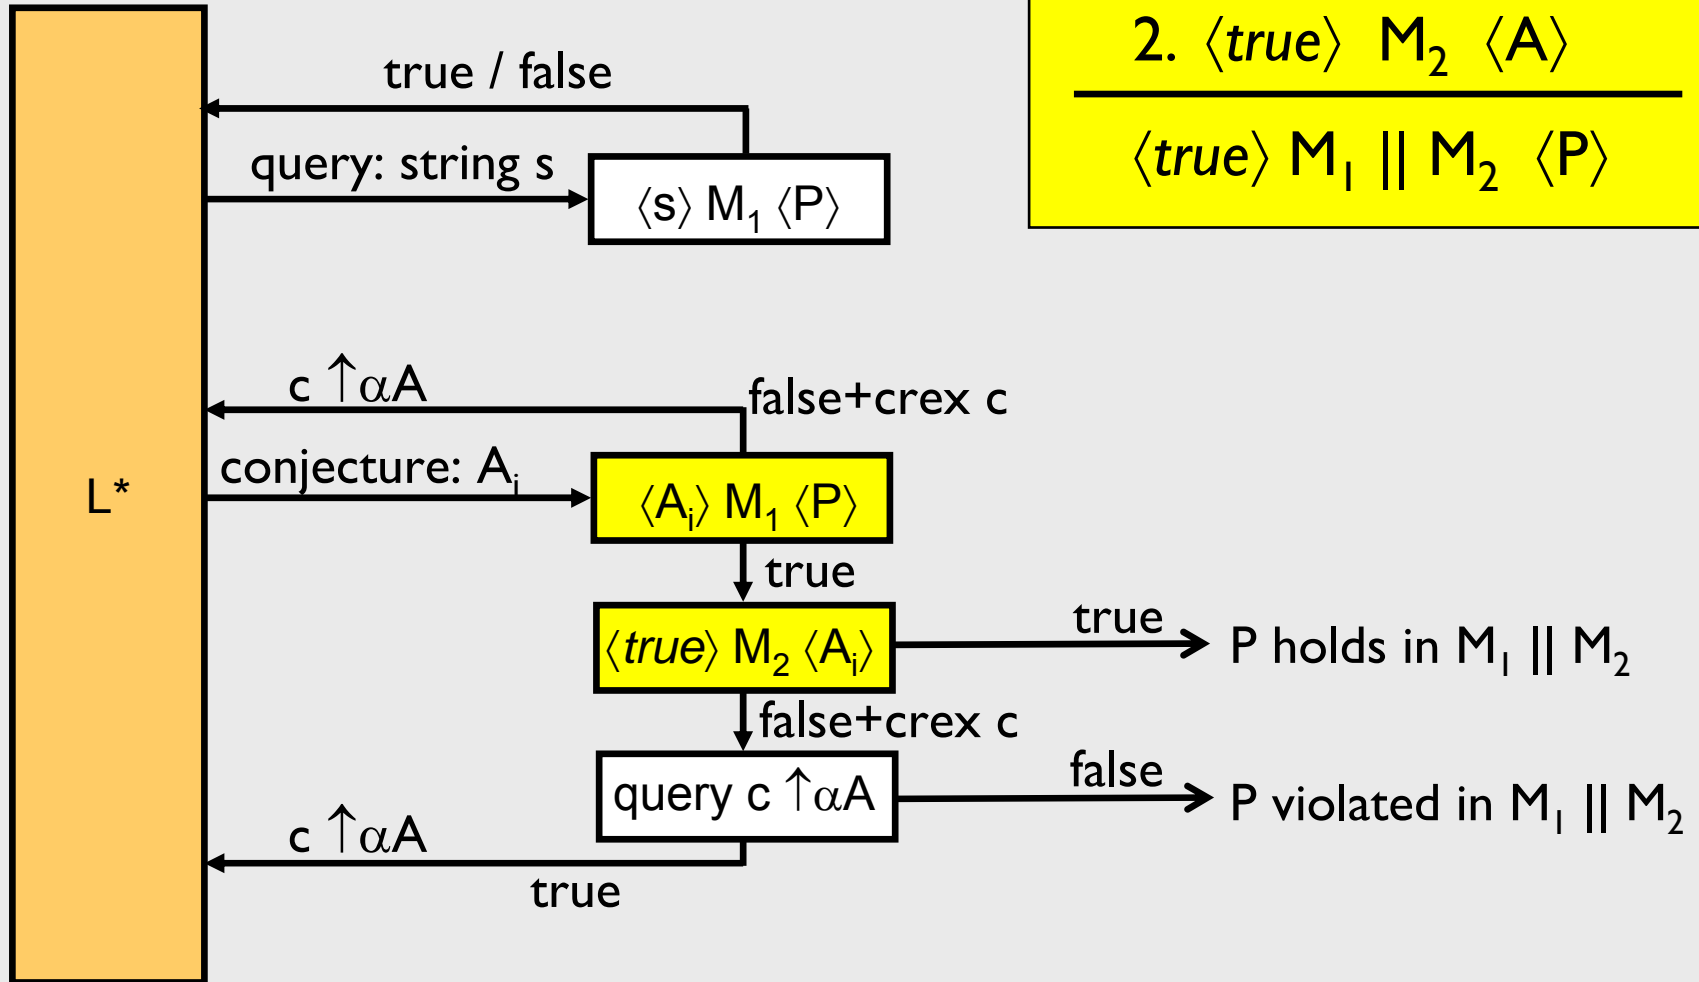 2. ⟨true⟩ M₂ ⟨A⟩
⟨true⟩ M₁ || M₂ ⟨P⟩
true / false
query: string s
⟨s⟩ M₁ ⟨P⟩
c ↑αA
false+crex c
conjecture: Aᵢ
L*
⟨Aᵢ⟩ M₁ ⟨P⟩
true
⟨true⟩ M₂ ⟨Aᵢ⟩
true
P holds in M₁ || M₂
false+crex c
query c ↑αA
false
P violated in M₁ || M₂
c ↑αA
true